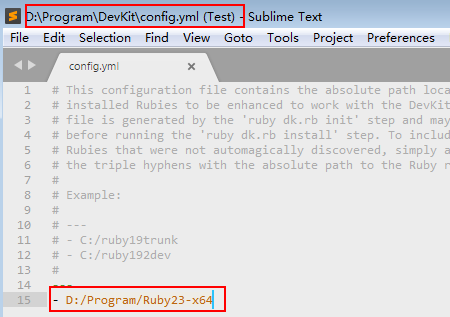 D:\Program\DevKit\config.yml (Test) - Sublime Text
File Edit Selection Find View Goto Tools Project Preferences Help
config.yml ×
1 # This configuration file contains the absolute path loca
2 # installed Rubies to be enhanced to work with the DevKit
3 # file is generated by the 'ruby dk.rb init' step and may
4 # before running the 'ruby dk.rb install' step. To includ
5 # Rubies that were not automagically discovered, simply a
6 # the triple hyphens with the absolute path to the Ruby r
7 #
8 # Example:
9 #
10 # ---
11 # - C:/ruby19trunk
12 # - C:/ruby192dev
13 #
14 ---
15 - D:/Program/Ruby23-x64